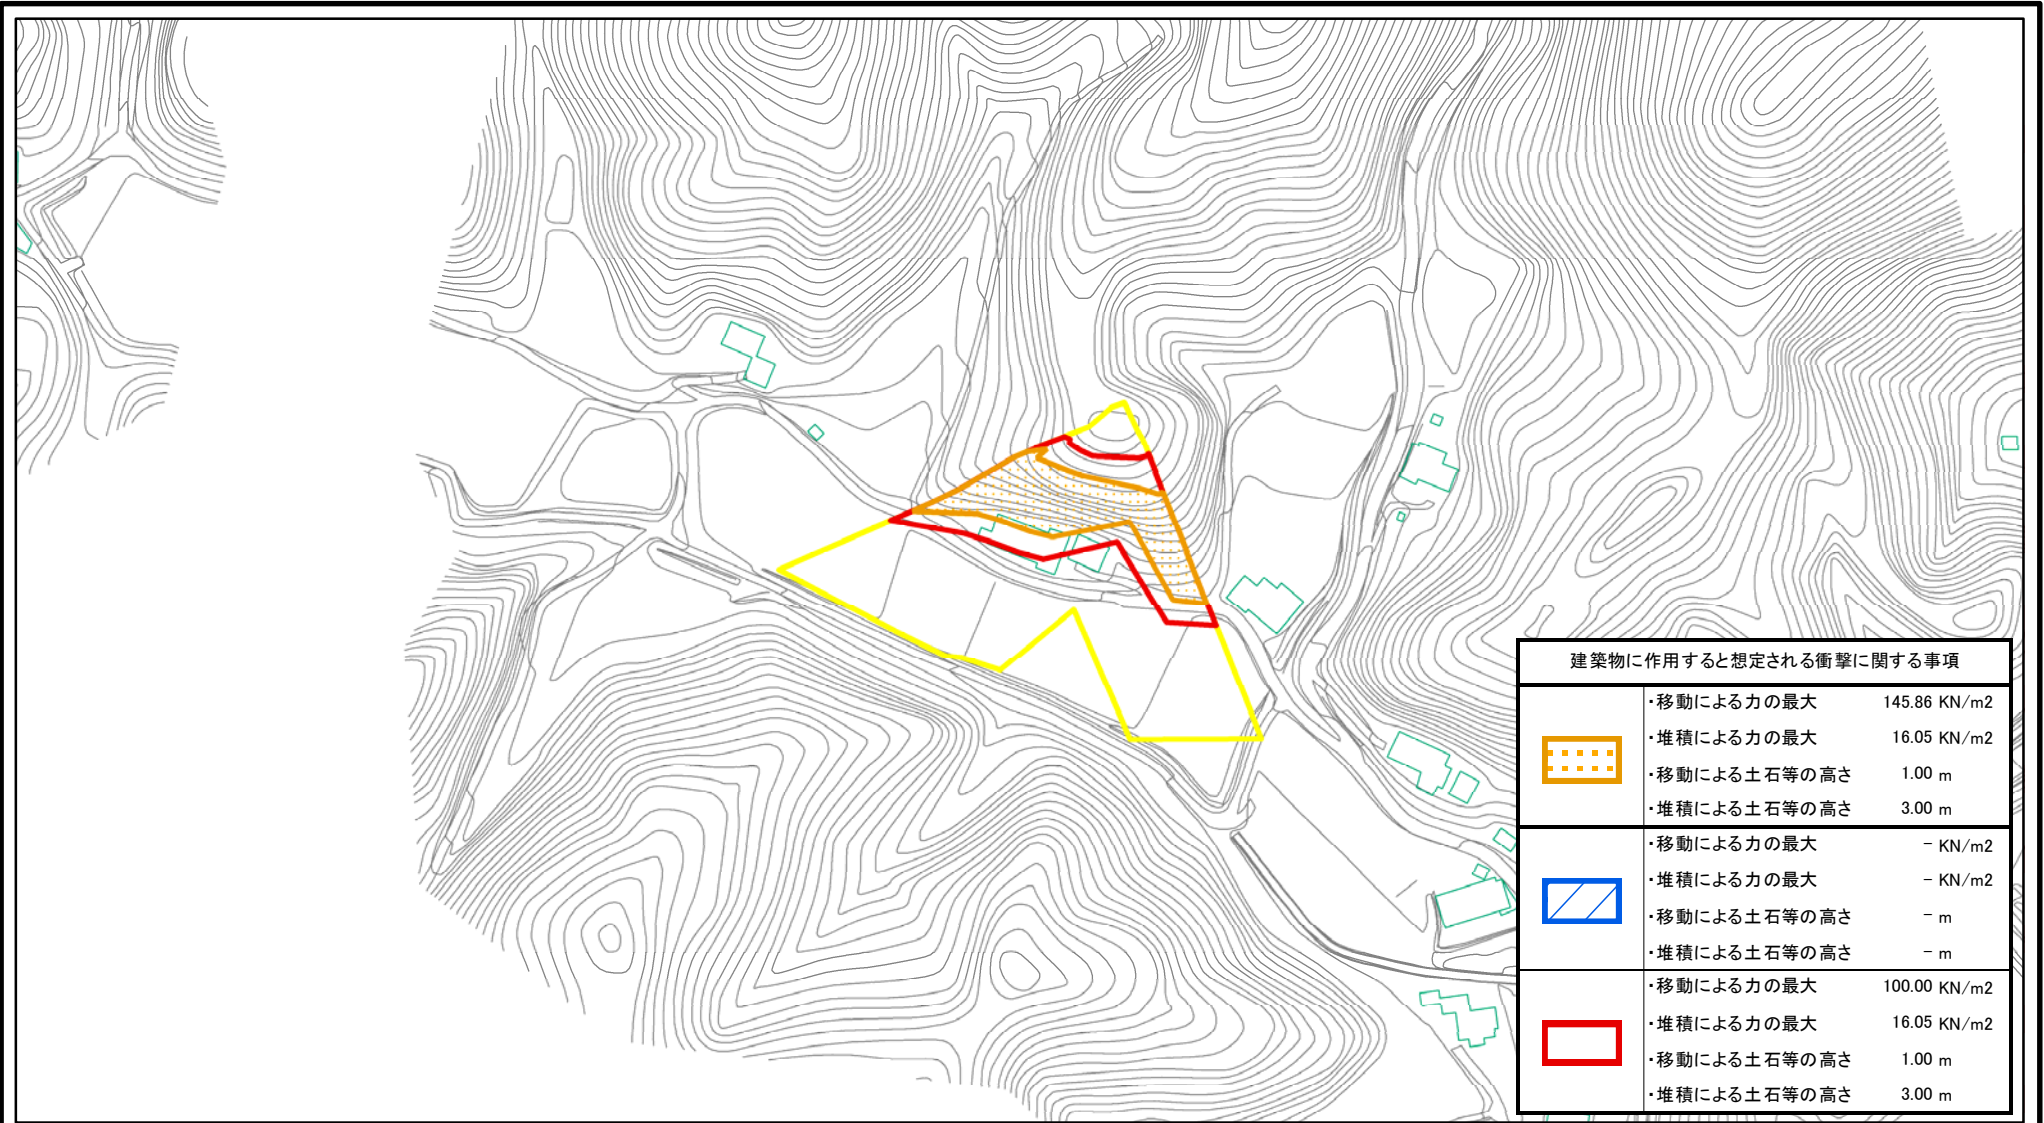 建築物に作用すると想定される衝撃に関する事項
・移動による力の最大 145.86 KN/m2
・堆積による力の最大 16.05 KN/m2
・移動による土石等の高さ 1.00 m
・堆積による土石等の高さ 3.00 m
・移動による力の最大 - KN/m2
・堆積による力の最大 - KN/m2
・移動による土石等の高さ - m
・堆積による土石等の高さ - m
・移動による力の最大 100.00 KN/m2
・堆積による力の最大 16.05 KN/m2
・移動による土石等の高さ 1.00 m
・堆積による土石等の高さ 3.00 m